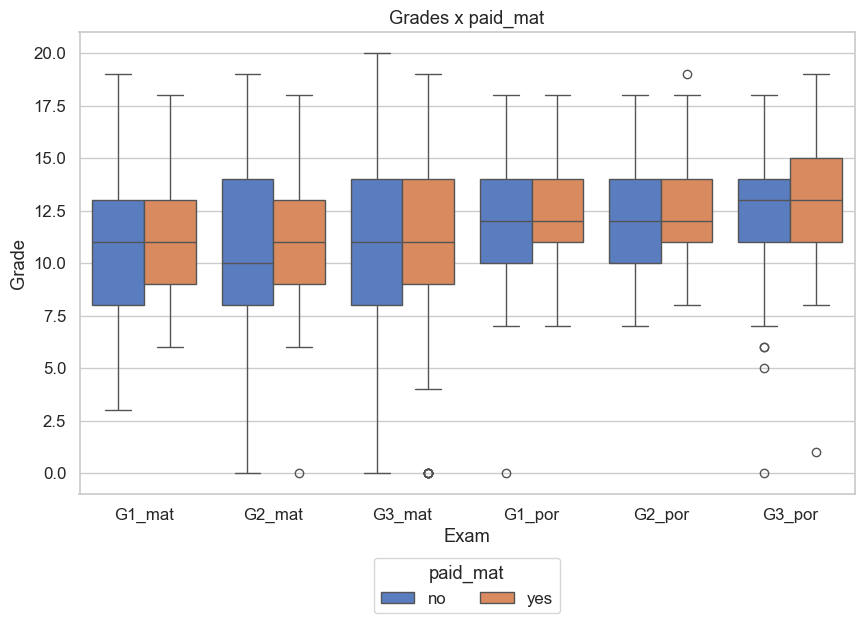 Grades x paid_mat
20.0
17.5
15.0
12.5
10.0
7.5
5.0
2.5
0.0
Grade
G1_mat G2_mat G3_mat G1_por G2_por G3_por
Exam
paid_mat
no yes